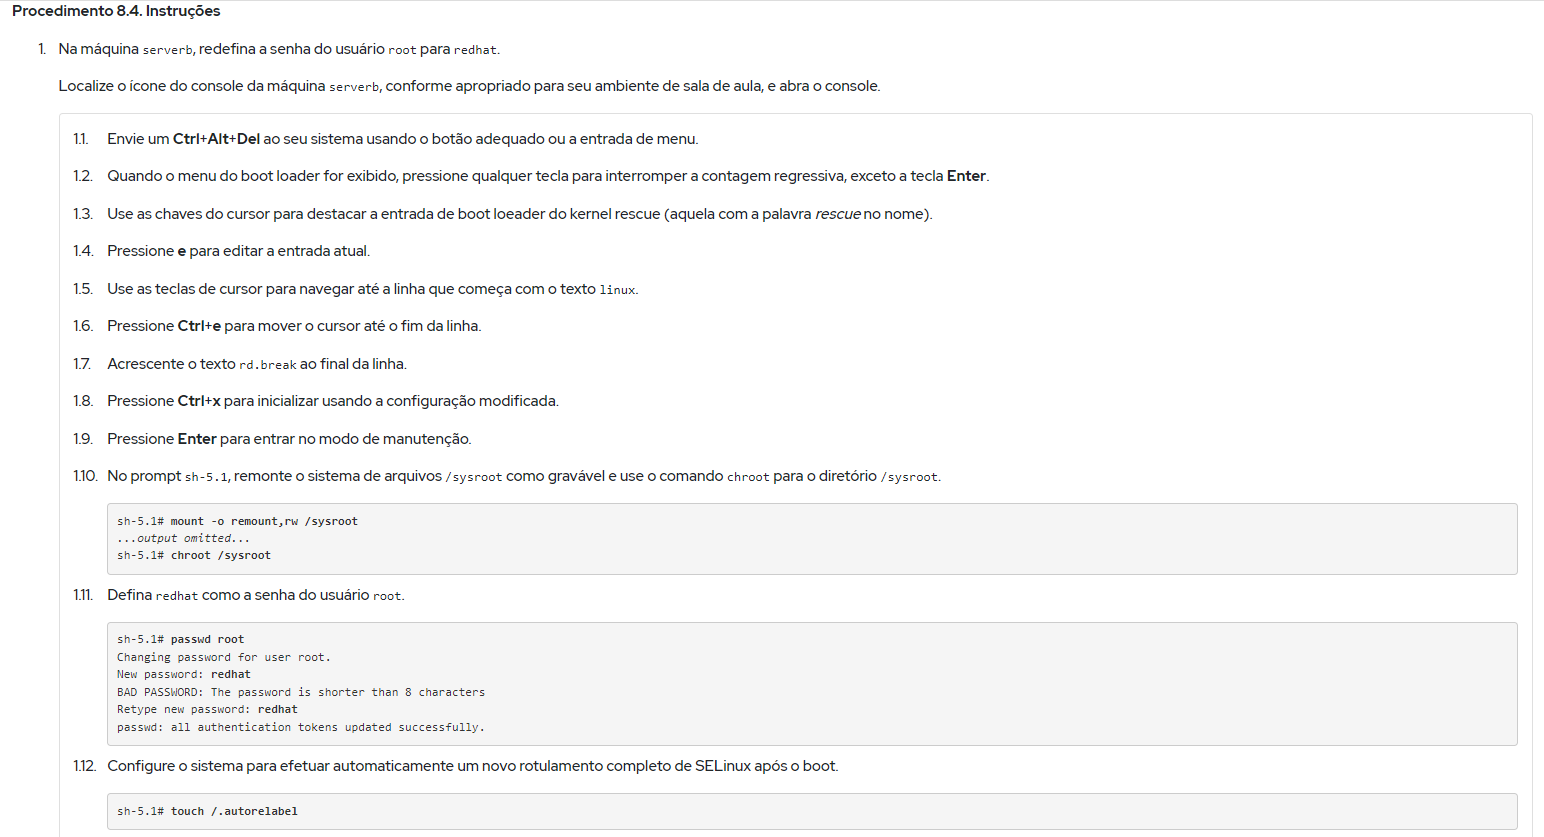 Procedimento 8.4. Instruções
1. Na máquina serverb, redefina a senha do usuário root para redhat.
Localize o ícone do console da máquina serverb, conforme apropriado para seu ambiente de sala de aula, e abra o console.
1.1. Envie um Ctrl+Alt+Del ao seu sistema usando o botão adequado ou a entrada de menu.
1.2. Quando o menu do boot loader for exibido, pressione qualquer tecla para interromper a contagem regressiva, exceto a tecla Enter.
1.3. Use as chaves do cursor para destacar a entrada de boot loeader do kernel rescue (aquela com a palavra rescue no nome).
1.4. Pressione e para editar a entrada atual.
1.5. Use as teclas de cursor para navegar até a linha que começa com o texto linux.
1.6. Pressione Ctrl+e para mover o cursor até o fim da linha.
1.7. Acrescente o texto rd.break ao final da linha.
1.8. Pressione Ctrl+x para inicializar usando a configuração modificada.
1.9. Pressione Enter para entrar no modo de manutenção.
1.10. No prompt sh-5.1, remonte o sistema de arquivos /sysroot como gravável e use o comando chroot para o diretório /sysroot.
sh-5.1# mount -o remount,rw /sysroot
...output omitted...
sh-5.1# chroot /sysroot
1.11. Defina redhat como a senha do usuário root.
sh-5.1# passwd root
Changing password for user root.
New password: redhat
BAD PASSWORD: The password is shorter than 8 characters
Retype new password: redhat
passwd: all authentication tokens updated successfully.
1.12. Configure o sistema para efetuar automaticamente um novo rotulamento completo de SELinux após o boot.
sh-5.1# touch /.autorelabel